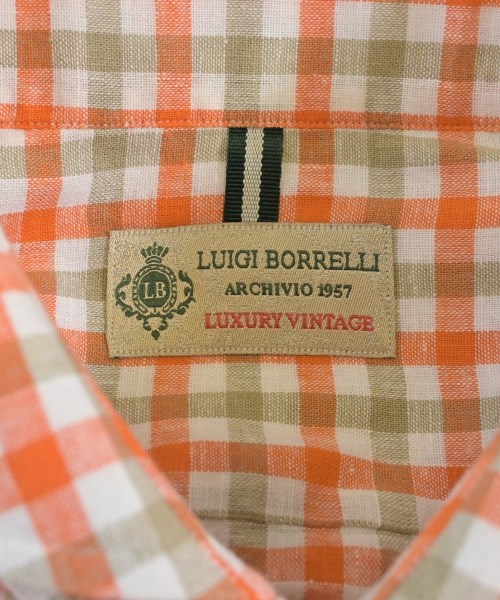 LB
LUIGI BORRELLI
ARCHIVIO 1957
LUXURY VINTAGE